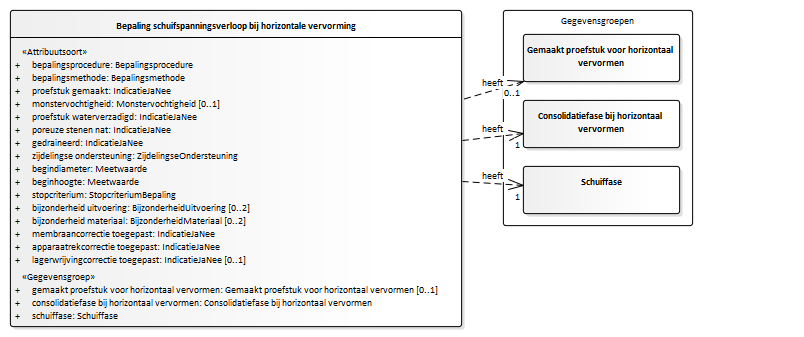 Bepaling schuifspanningsverloop bij horizontale vervorming
«Attribuutsoort»
+ bepalingsprocedure: Bepalingsprocedure
+ bepalingsmethode: Bepalingsmethode
+ proefstuk gemaakt: IndicatieJaNee
+ monstervochtigheid: Monstervochtigheid [0..1]
+ proefstuk waterverzadigd: IndicatieJaNee
+ poreuze stenen nat: IndicatieJaNee
+ gedraineerd: IndicatieJaNee
+ zijdelingse ondersteuning: ZijdelingseOndersteuning
+ begindiameter: Meetwaarde
+ beginhoogte: Meetwaarde
+ stopcriterium: StopcriteriumBepaling
+ bijzonderheid uitvoering: BijzonderheidUitvoering [0..2]
+ bijzonderheid materiaal: BijzonderheidMateriaal [0..2]
+ membraancorrectie toegepast: IndicatieJaNee
+ apparaatrekcorrectie toegepast: IndicatieJaNee
+ lagerwrijvingcorrectie toegepast: IndicatieJaNee [0..1]
«Gegevensgroep»
+ gemaakt proefstuk voor horizontaal vervormen: Gemaakt proefstuk voor horizontaal vervormen [0..1]
+ consolidatiefase bij horizontaal vervormen: Consolidatiefase bij horizontaal vervormen
+ schuiffase: Schuiffase
Gegevensgroepen
Gemaakt proefstuk voor horizontaal
vervormen
heeft
0..1
Consolidatiefase bij horizontaal
vervormen
heeft
1
Schuiffase
heeft
1